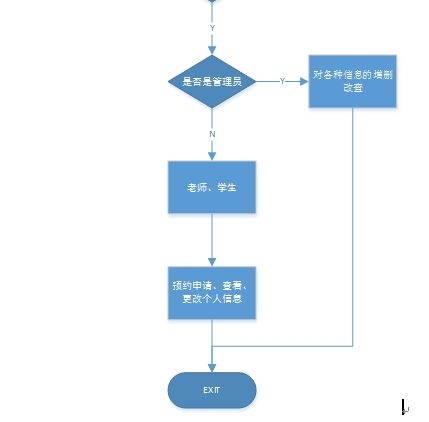 Y
是否是管理员
Y
对各种信息的增删
改查
N
老师、学生
预约申请、查看、
更改个人信息
EXIT